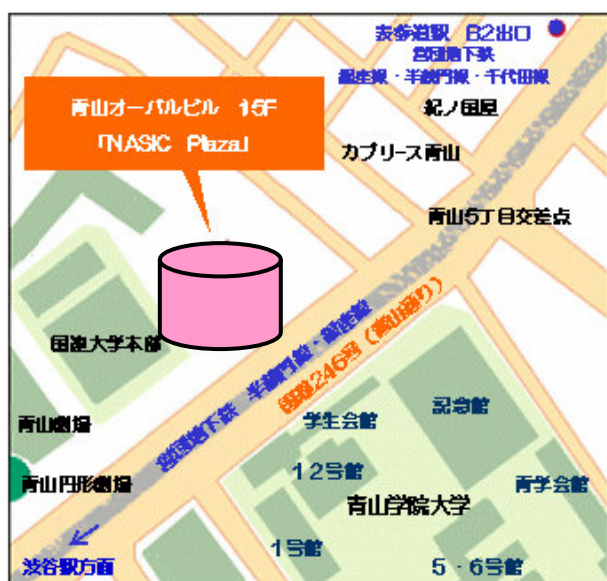 表参道駅 B2出口
営団地下鉄
銀座線・半蔵門線・千代田線
青山オーバルビル 15F
「NASIC Plaza」
紀ノ国屋
カプリース青山
青山5丁目交差点
国連大学本部
営団地下鉄 半蔵門線・銀座線
国道246号(青山通り)
青山劇場
青山円形劇場
学生会館
記念館
12号館
青山学院大学
青学会館
1号館
5・6号館
渋谷駅方面